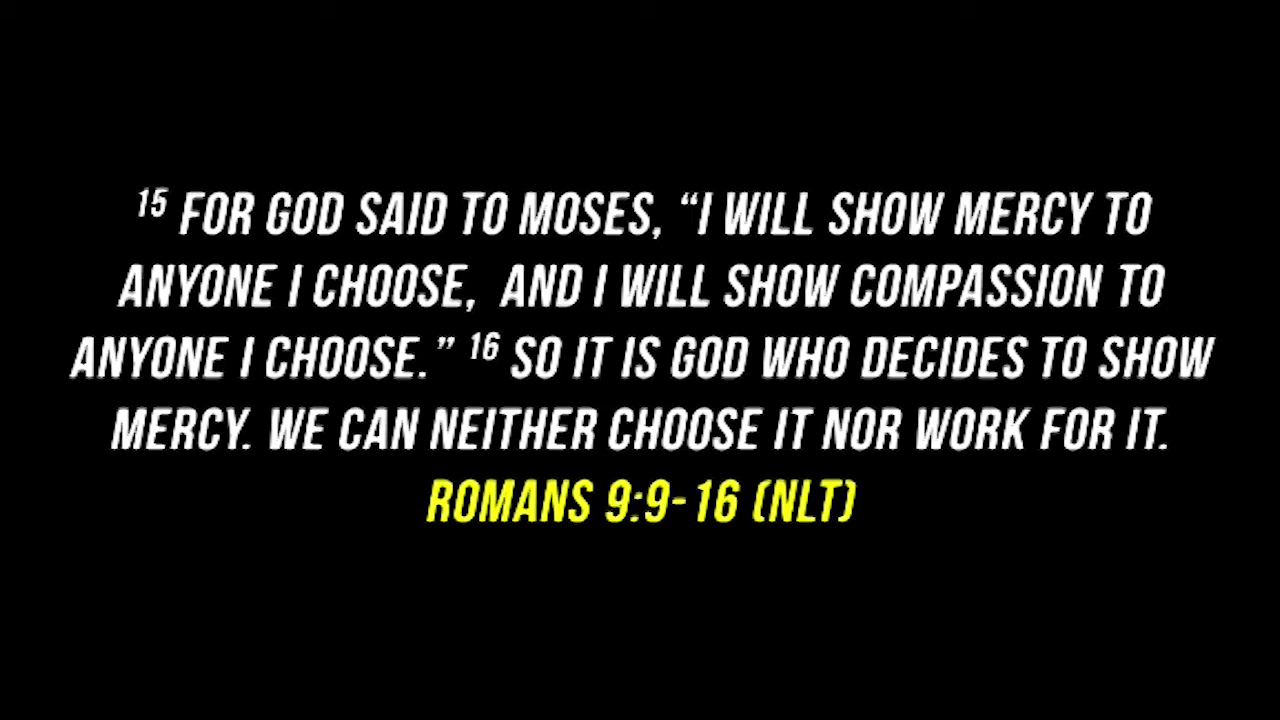 15 FOR GOD SAID TO MOSES, “I WILL SHOW MERCY TO
ANYONE I CHOOSE, AND I WILL SHOW COMPASSION TO
ANYONE I CHOOSE.” 16 SO IT IS GOD WHO DECIDES TO SHOW
MERCY. WE CAN NEITHER CHOOSE IT NOR WORK FOR IT.
ROMANS 9:9-16 (NLT)